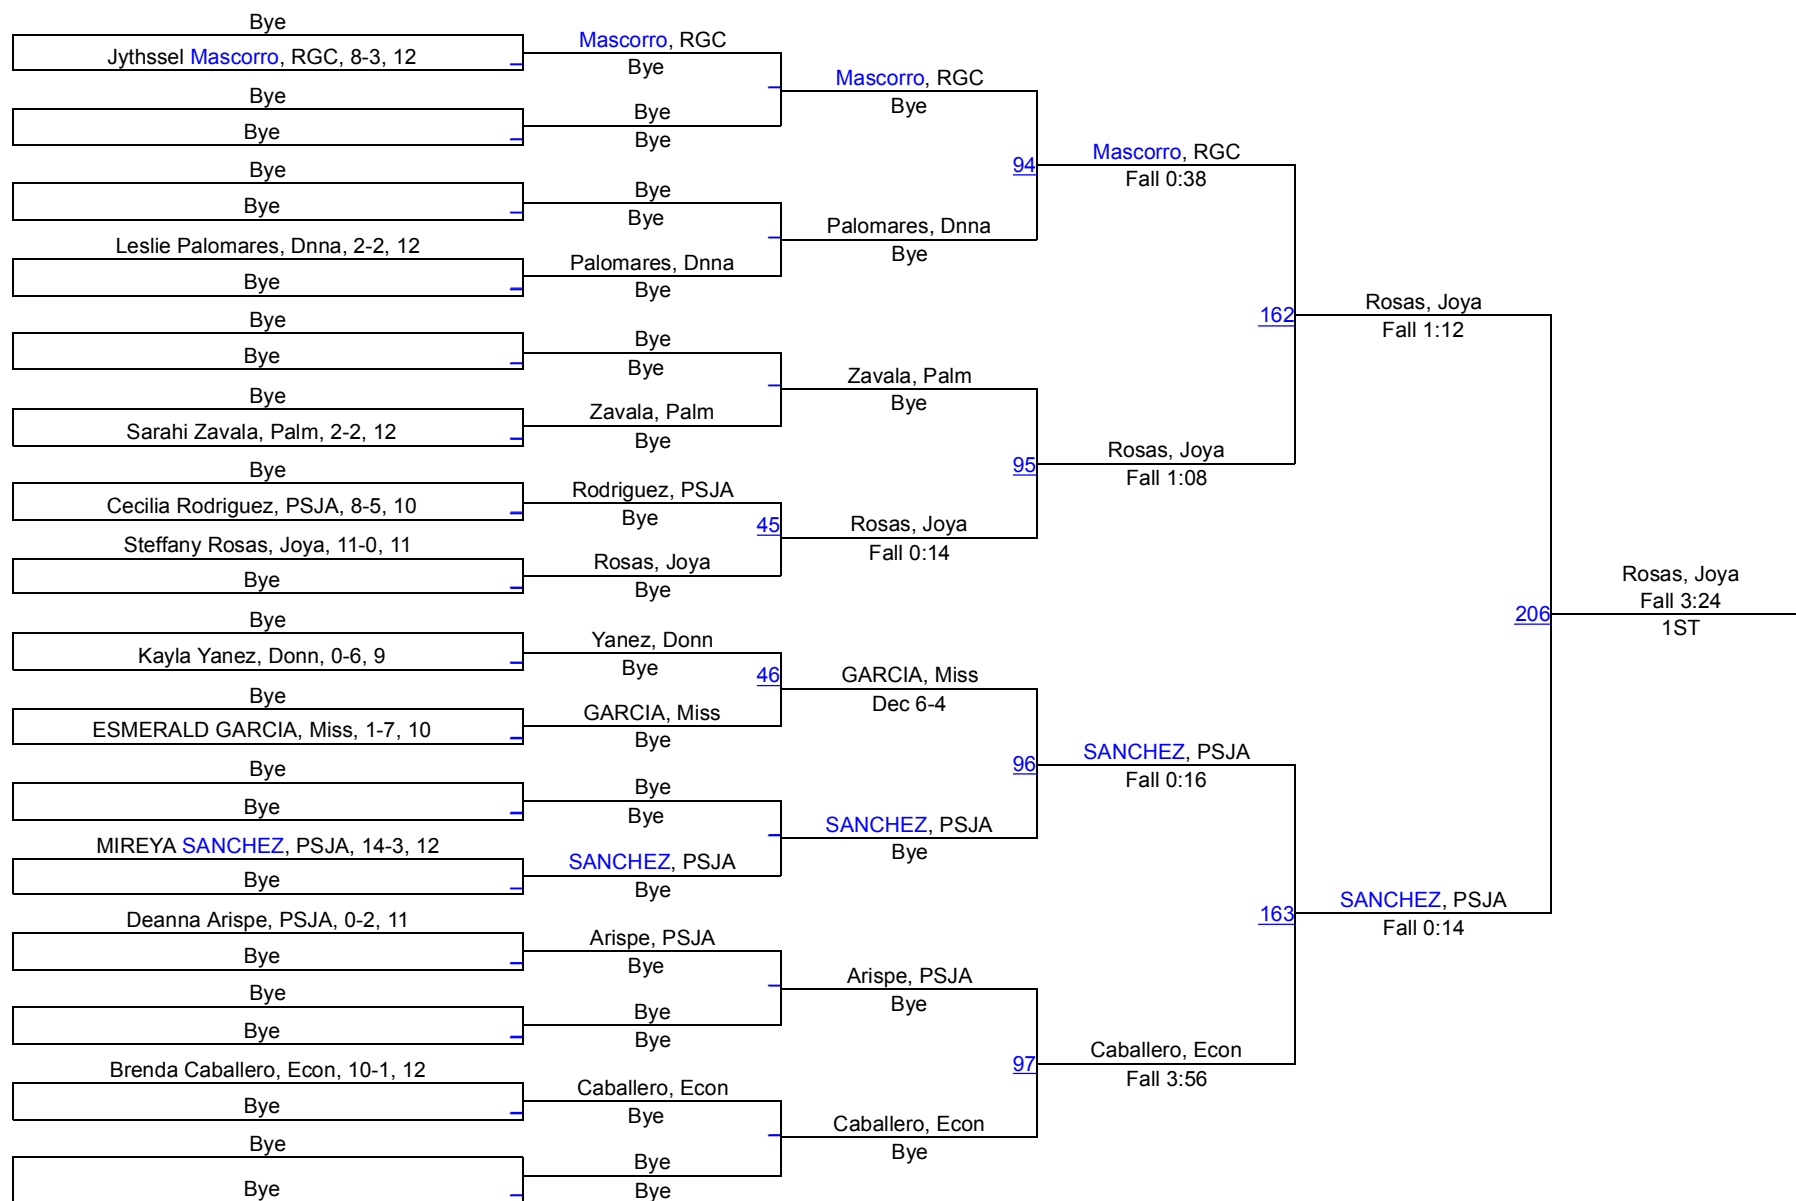 Bye
Jythssel Mascorro, RGC, 8-3, 12
Bye
Bye
Bye
Bye
Leslie Palomares, Dnna, 2-2, 12
Bye
Bye
Bye
Bye
Sarahi Zavala, Palm, 2-2, 12
Bye
Cecilia Rodriguez, PSJA, 8-5, 10
Steffany Rosas, Joya, 11-0, 11
Bye
Bye
Kayla Yanez, Donn, 0-6, 9
Bye
ESMERALD GARCIA, Miss, 1-7, 10
Bye
Bye
MIREYA SANCHEZ, PSJA, 14-3, 12
Bye
Deanna Arispe, PSJA, 0-2, 11
Bye
Bye
Bye
Brenda Caballero, Econ, 10-1, 12
Bye
Bye
Bye
Mascorro, RGC
Bye
Bye
Bye
Bye
Bye
Palomares, Dnna
Bye
Bye
Bye
Zavala, Palm
Bye
Rodriguez, PSJA
Bye
45
Rosas, Joya
Bye
Yanez, Donn
Bye
46
GARCIA, Miss
Bye
Bye
Bye
SANCHEZ, PSJA
Bye
Arispe, PSJA
Bye
Bye
Bye
Caballero, Econ
Bye
Bye
Bye
Mascorro, RGC
Bye
94
Palomares, Dnna
Bye
Zavala, Palm
Bye
95
Rosas, Joya
Fall 0:14
GARCIA, Miss
Dec 6-4
96
SANCHEZ, PSJA
Bye
Arispe, PSJA
Bye
97
Caballero, Econ
Bye
Mascorro, RGC
Fall 0:38
162
Rosas, Joya
Fall 1:08
SANCHEZ, PSJA
Fall 0:16
163
Caballero, Econ
Fall 3:56
Rosas, Joya
Fall 1:12
206
SANCHEZ, PSJA
Fall 0:14
Rosas, Joya
Fall 3:24
1ST